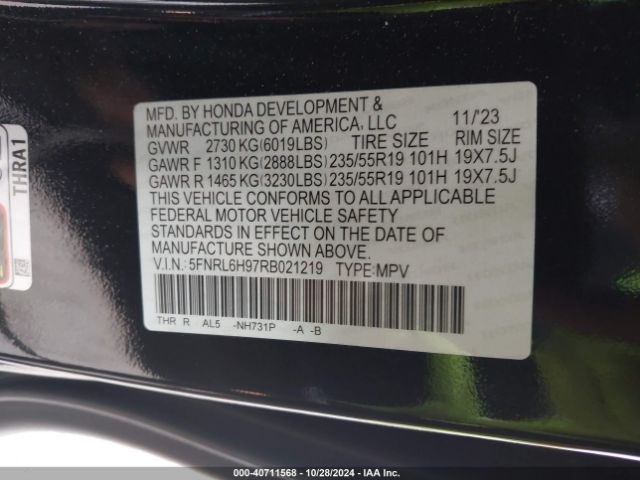 MFD. BY HONDA DEVELOPMENT &
MANUFACTURING OF AMERICA, LLC 11/'23
GVWR 2730 KG(6019LBS) TIRE SIZE RIM SIZE
GAWR F 1310 KG(2888LBS) 235/55R19 101H 19X7.5J
GAWR R 1465 KG(3230LBS) 235/55R19 101H 19X7.5J
THIS VEHICLE CONFORMS TO ALL APPLICABLE
FEDERAL MOTOR VEHICLE SAFETY
STANDARDS IN EFFECT ON THE DATE OF
MANUFACTURE SHOWN ABOVE.
V.I.N.: 5FNRL6H97RB021219 TYPE: MPV
THR R AL5 -NH731P -A -B
THRA1
000-40711568 - 10/28/2024 - IAA Inc.